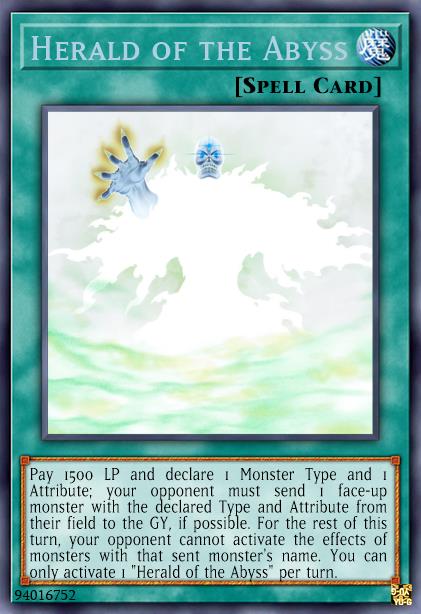 HERALD OF THE ABYSS
魔
[SPELL CARD]
Pay 1500 LP and declare 1 Monster Type and 1
Attribute; your opponent must send 1 face-up
monster with the declared Type and Attribute from
their field to the GY, if possible. For the rest of this
turn, your opponent cannot activate the effects of
monsters with that sent monster's name. You can
only activate 1 "Herald of the Abyss" per turn.
94016752